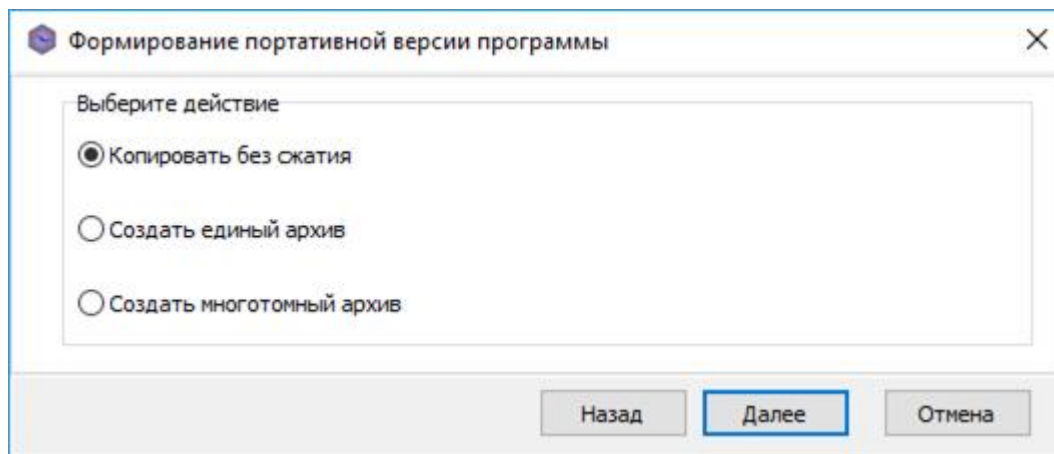 Формирование портативной версии программы
Выберите действие
Копировать без сжатия
Создать единый архив
Создать многотомный архив
Назад Далее Отмена